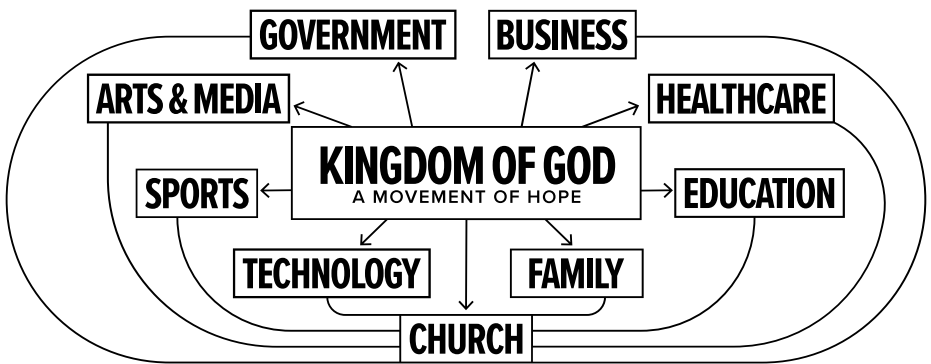 GOVERNMENT
BUSINESS
ARTS & MEDIA
HEALTHCARE
KINGDOM OF GOD
A MOVEMENT OF HOPE
SPORTS
EDUCATION
TECHNOLOGY
FAMILY
CHURCH